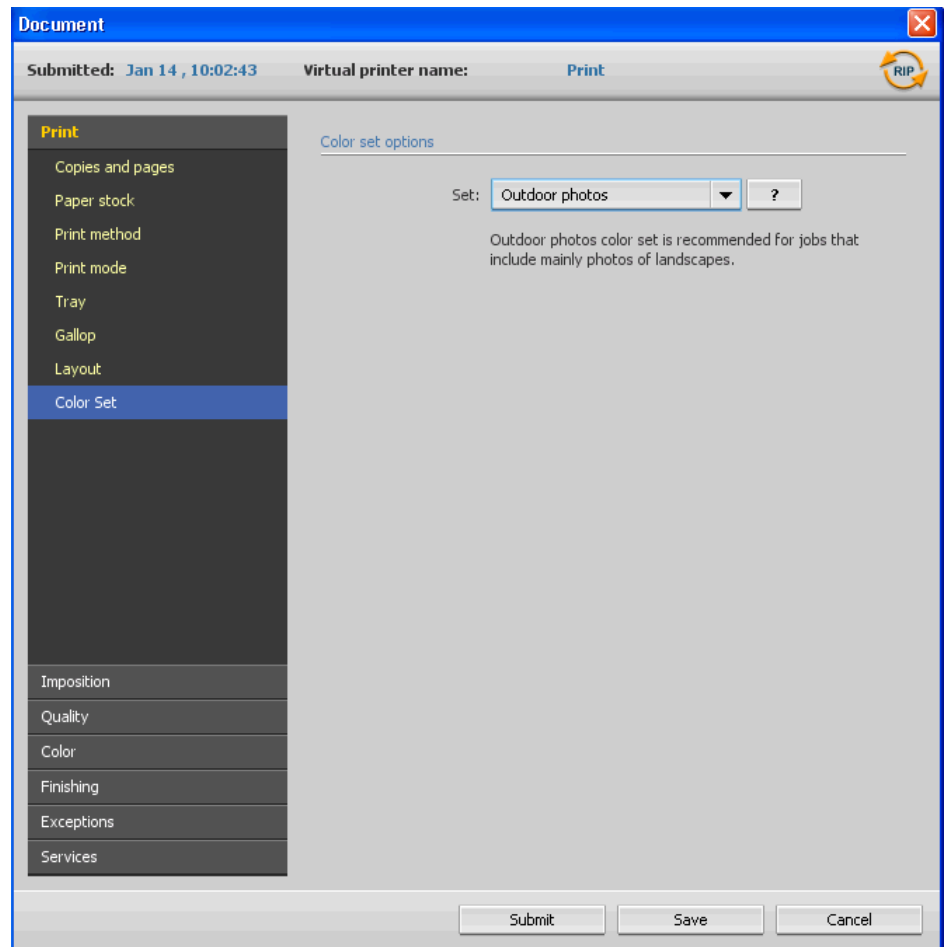 Document
Submitted: Jan 14 , 10:02:43 Virtual printer name: Print
RIP
Print
Copies and pages
Paper stock
Print method
Print mode
Tray
Gallop
Layout
Color Set
Imposition
Quality
Color
Finishing
Exceptions
Services
Color set options
Set: Outdoor photos ?
Outdoor photos color set is recommended for jobs that
include mainly photos of landscapes.
Submit Save Cancel